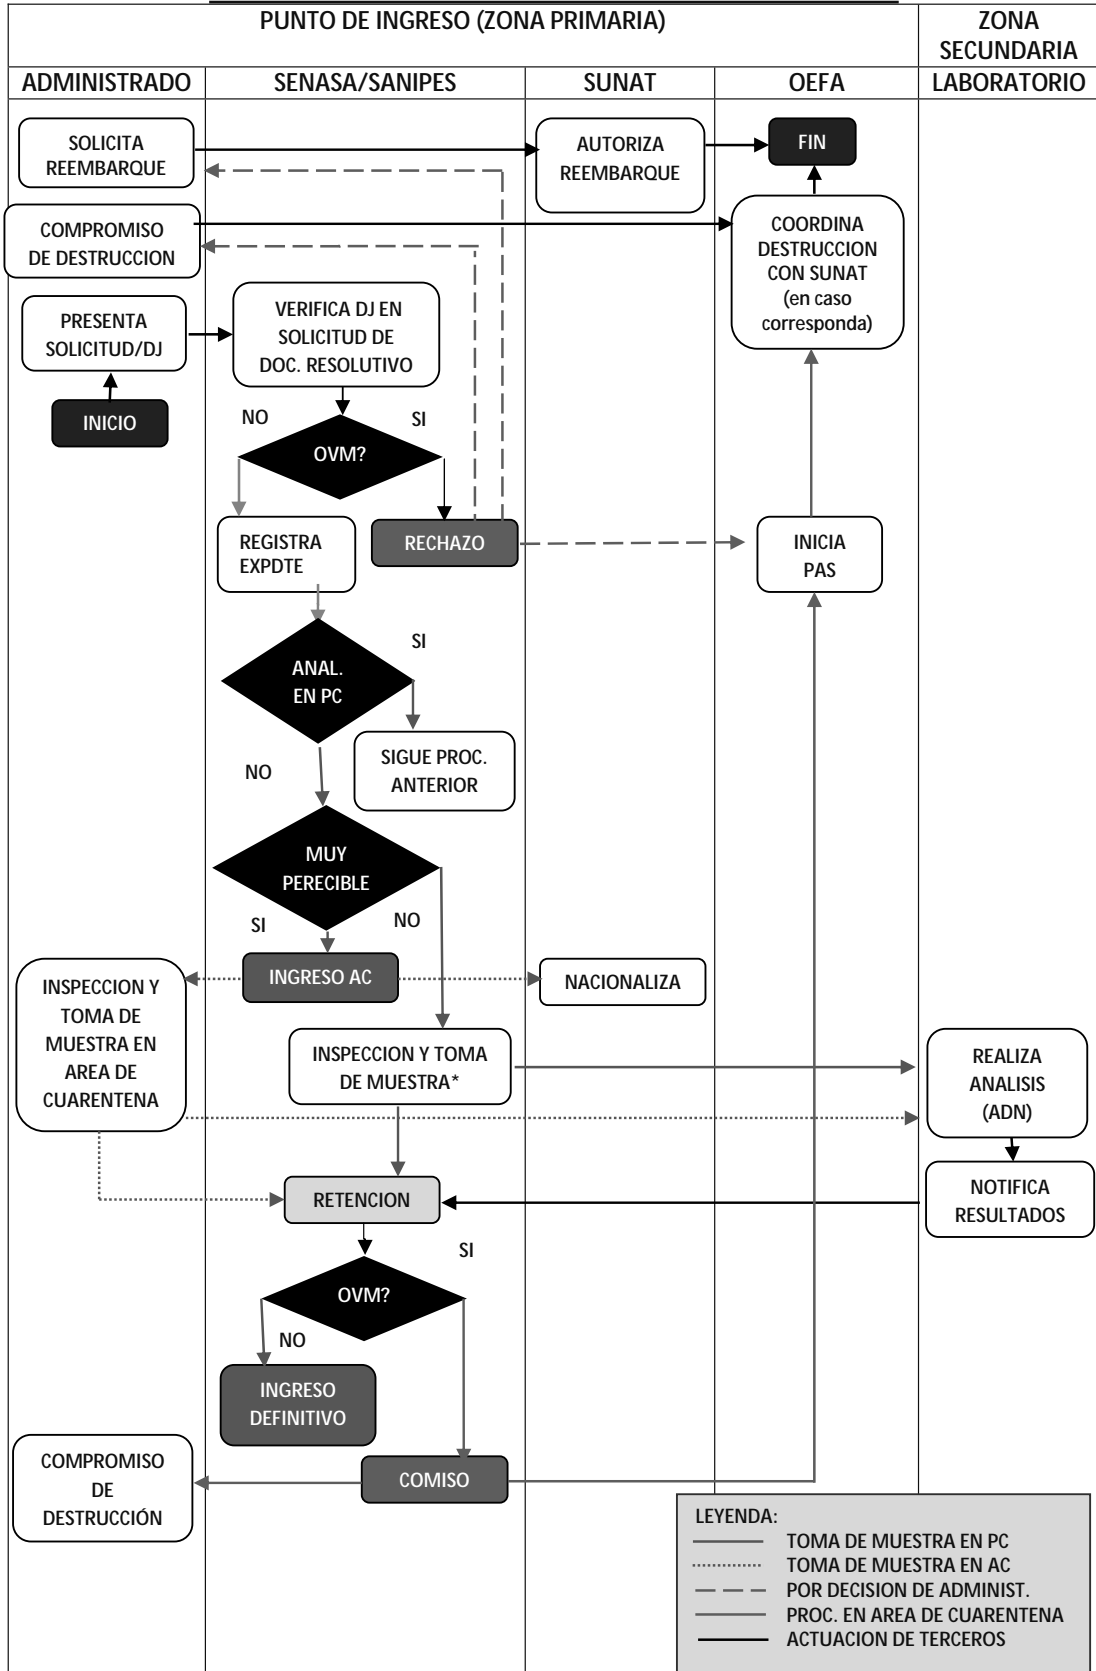 PUNTO DE INGRESO (ZONA PRIMARIA)
ZONA
SECUNDARIA
ADMINISTRADO
SENASA/SANIPES
SUNAT
OEFA
LABORATORIO
SOLICITA
REEMBARQUE
AUTORIZA
REEMBARQUE
FIN
COMPROMISO
DE DESTRUCCION
COORDINA
DESTRUCCION
CON SUNAT
(en caso
corresponda)
PRESENTA
SOLICITUD/DJ
VERIFICA DJ EN
SOLICITUD DE
DOC. RESOLUTIVO
INICIO
NO
SI
OVM?
REGISTRA
EXPDTE
RECHAZO
INICIA
PAS
SI
ANAL.
EN PC
NO
SIGUE PROC.
ANTERIOR
MUY
PERECIBLE
SI
NO
INGRESO AC
NACIONALIZA
INSPECCION Y
TOMA DE
MUESTRA EN
AREA DE
CUARENTENA
INSPECCION Y TOMA
DE MUESTRA*
REALIZA
ANALISIS
(ADN)
RETENCION
NOTIFICA
RESULTADOS
SI
OVM?
NO
INGRESO
DEFINITIVO
COMPROMISO
DE
DESTRUCCIÓN
COMISO
LEYENDA:
TOMA DE MUESTRA EN PC
TOMA DE MUESTRA EN AC
POR DECISION DE ADMINIST.
PROC. EN AREA DE CUARENTENA
ACTUACION DE TERCEROS